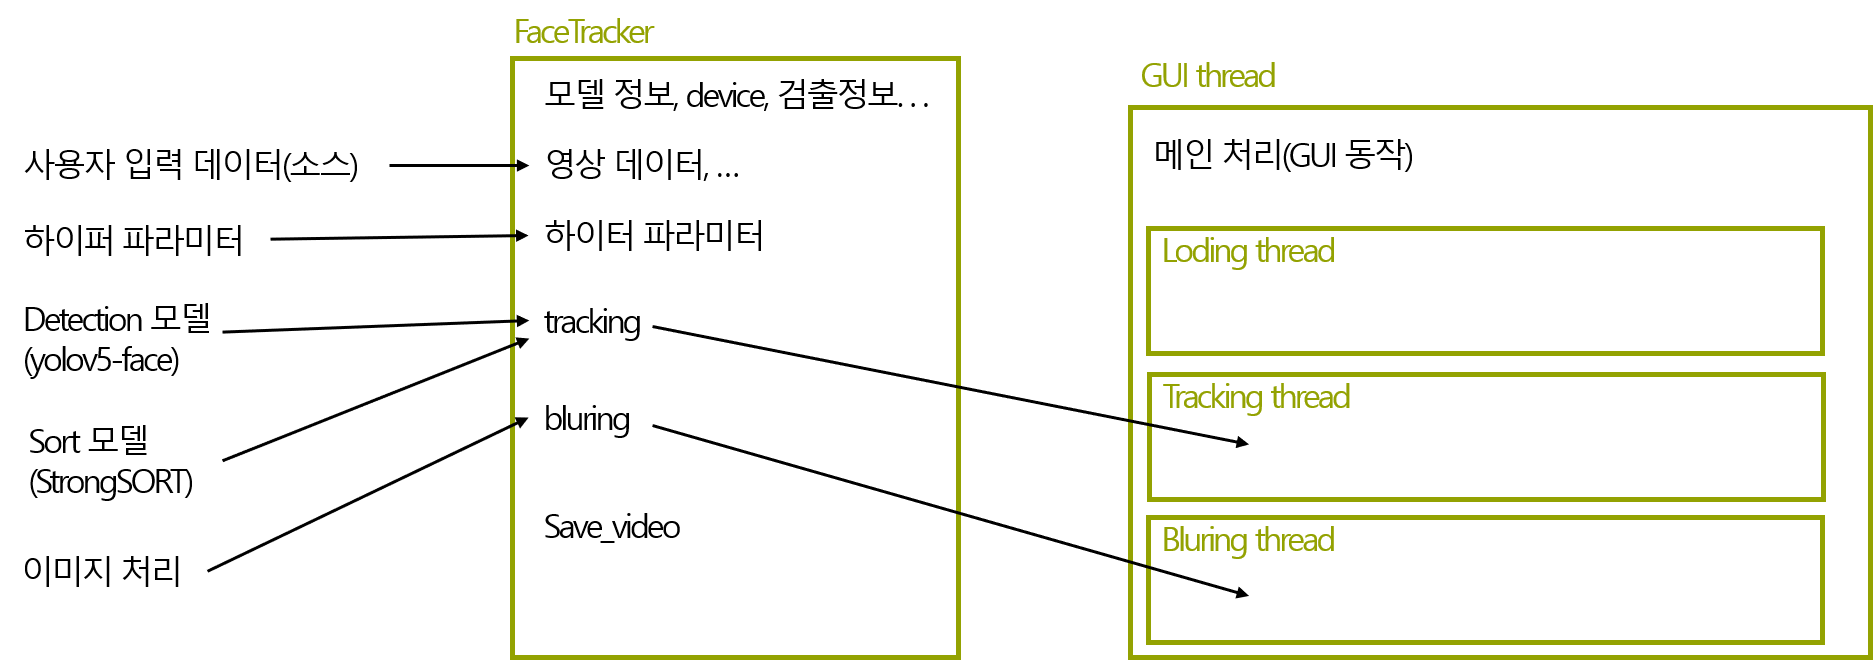 FaceTracker
모델 정보, device, 검출정보...
사용자 입력 데이터(소스)
영상 데이터, ...
하이퍼 파라미터
하이터 파라미터
Detection 모델
(yolov5-face)
tracking
Sort 모델
(StrongSORT)
bluring
이미지 처리
Save_video
GUI thread
메인 처리(GUI 동작)
Loding thread
Tracking thread
Bluring thread